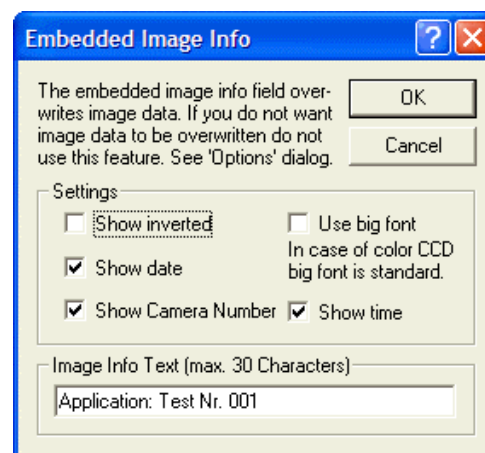 Embedded Image Info
The embedded image info field over-
writes image data. If you do not want
image data to be overwritten do not
use this feature. See 'Options' dialog.
OK
Cancel
Settings
Show inverted
Use big font
In case of color CCD
big font is standard.
Show date
Show Camera Number
Show time
Image Info Text (max. 30 Characters)
Application: Test Nr. 001